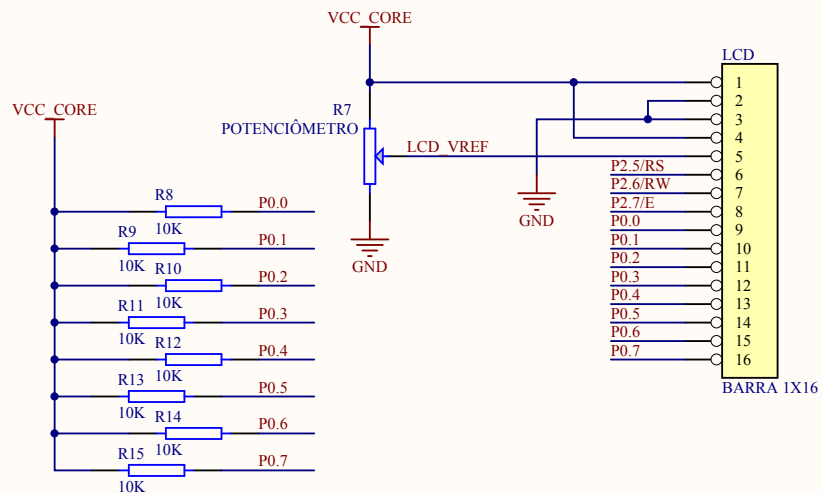 VCC_CORE
R8
10K
P0.0
R9
10K
P0.1
R10
10K
P0.2
R11
10K
P0.3
R12
10K
P0.4
R13
10K
P0.5
R14
10K
P0.6
R15
10K
P0.7
VCC_CORE
R7
POTENCIÔMETRO
LCD_VREF
GND
GND
LCD
1
2
3
4
5
P2.5/RS 6
P2.6/RW 7
P2.7/E 8
P0.0 9
P0.1 10
P0.2 11
P0.3 12
P0.4 13
P0.5 14
P0.6 15
P0.7 16
BARRA 1X16